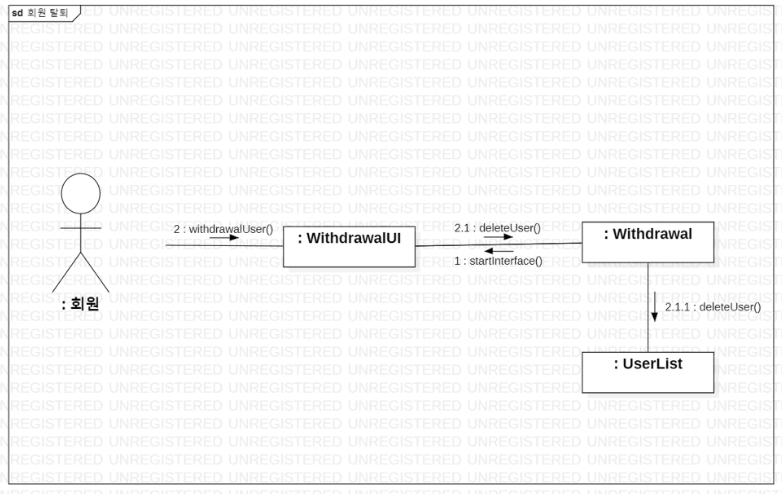 sd 회원 탈퇴
2 : withdrawalUser()
: WithdrawalUI
2.1 : deleteUser()
1 : startInterface()
: Withdrawal
: 회원
2.1.1 : deleteUser()
: UserList
UNREGISTERED